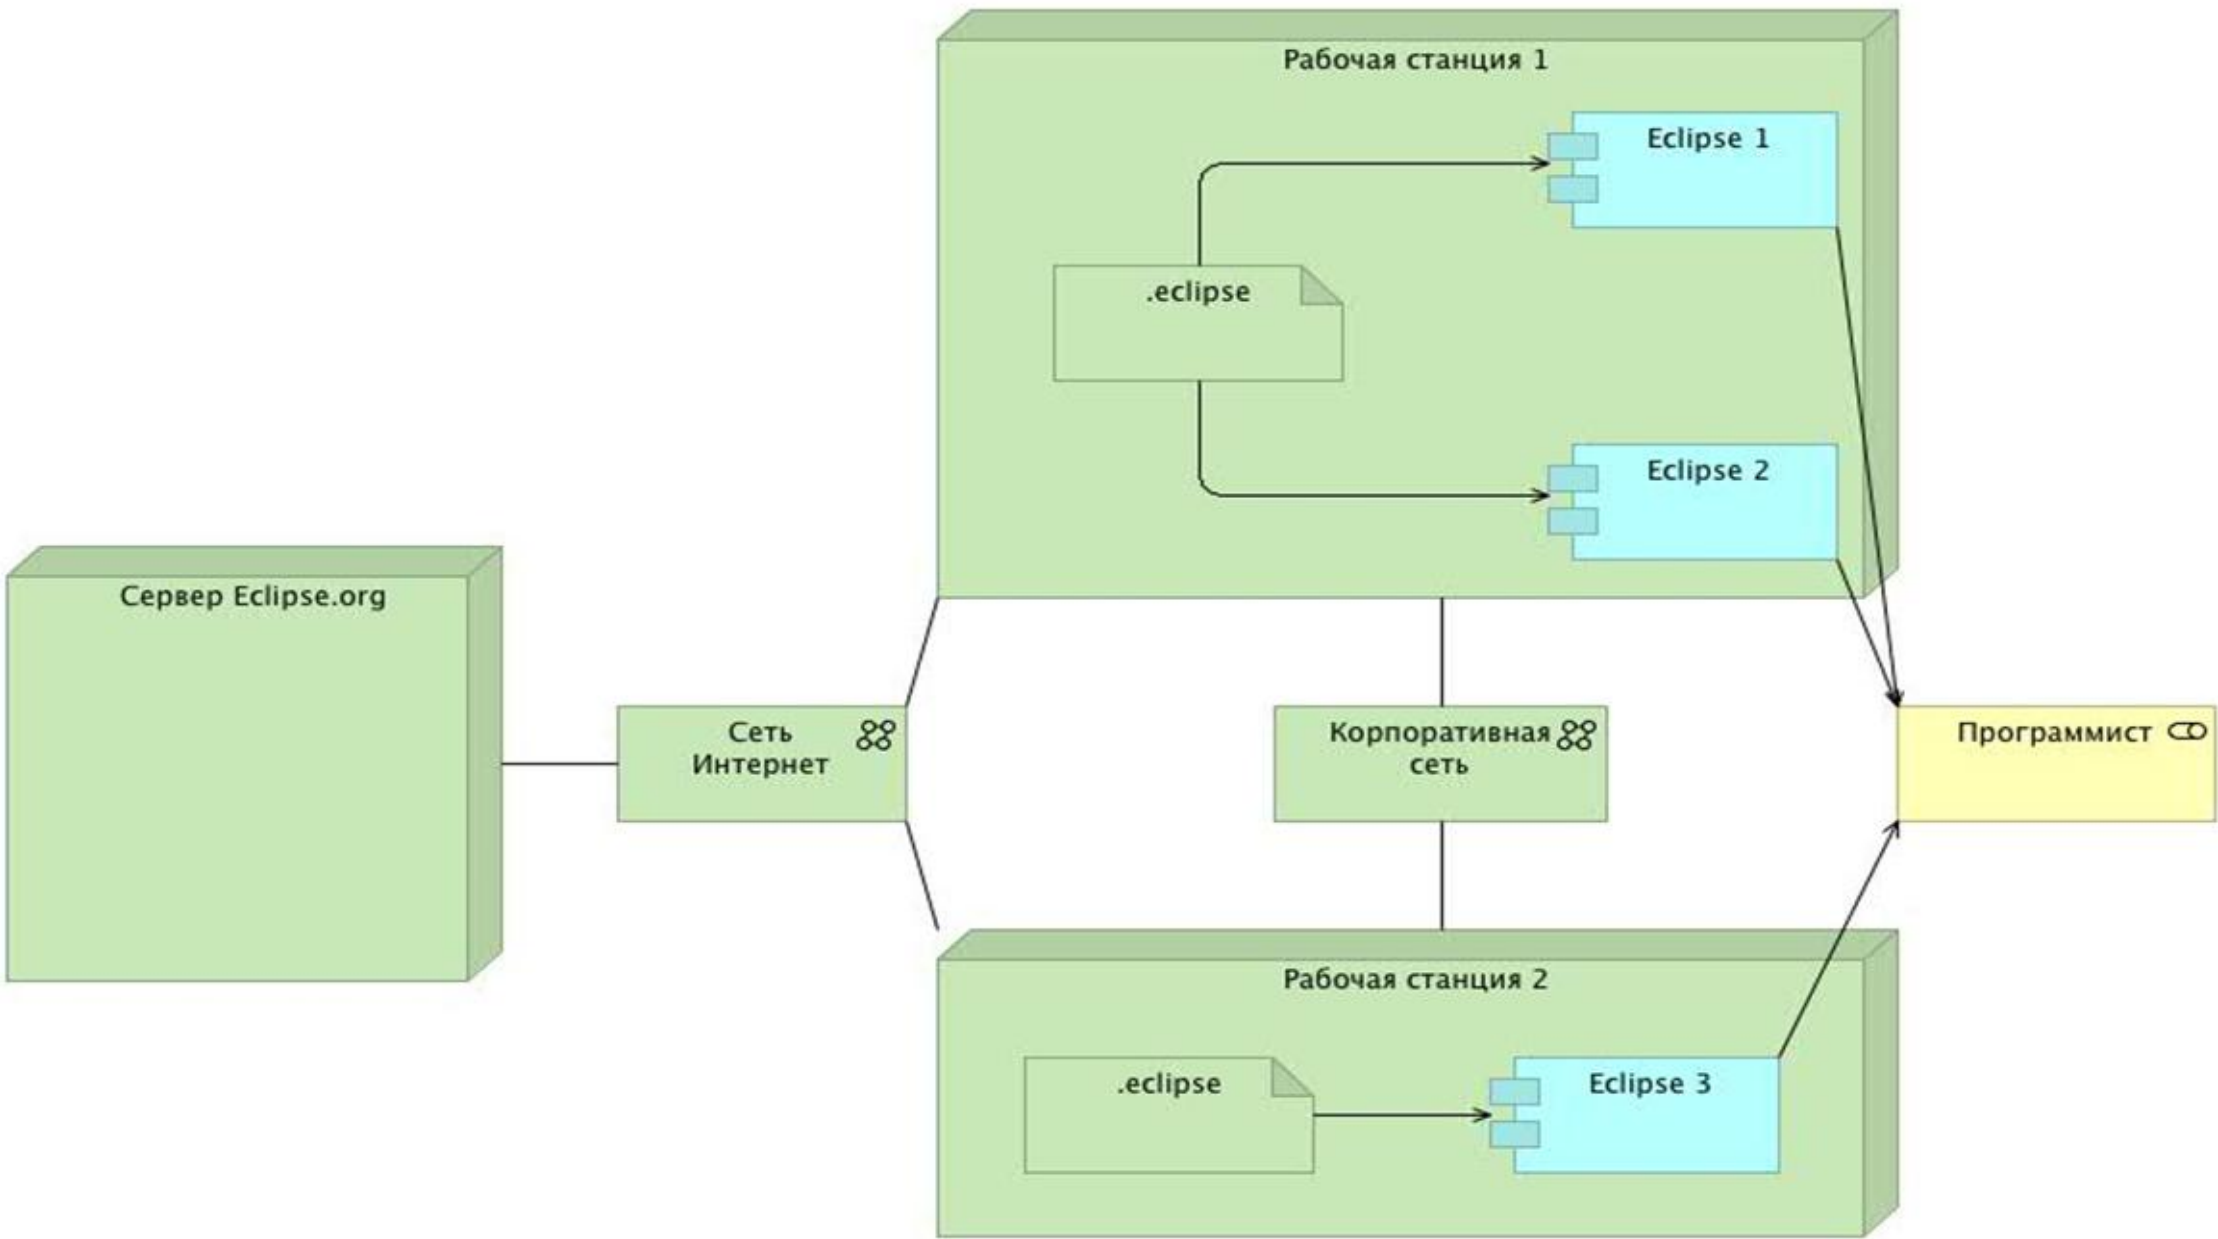 Рабочая станция 1
Eclipse 1
.eclipse
Eclipse 2
Сервер Eclipse.org
Сеть
Интернет
Корпоративная
сеть
Программист
Рабочая станция 2
.eclipse
Eclipse 3